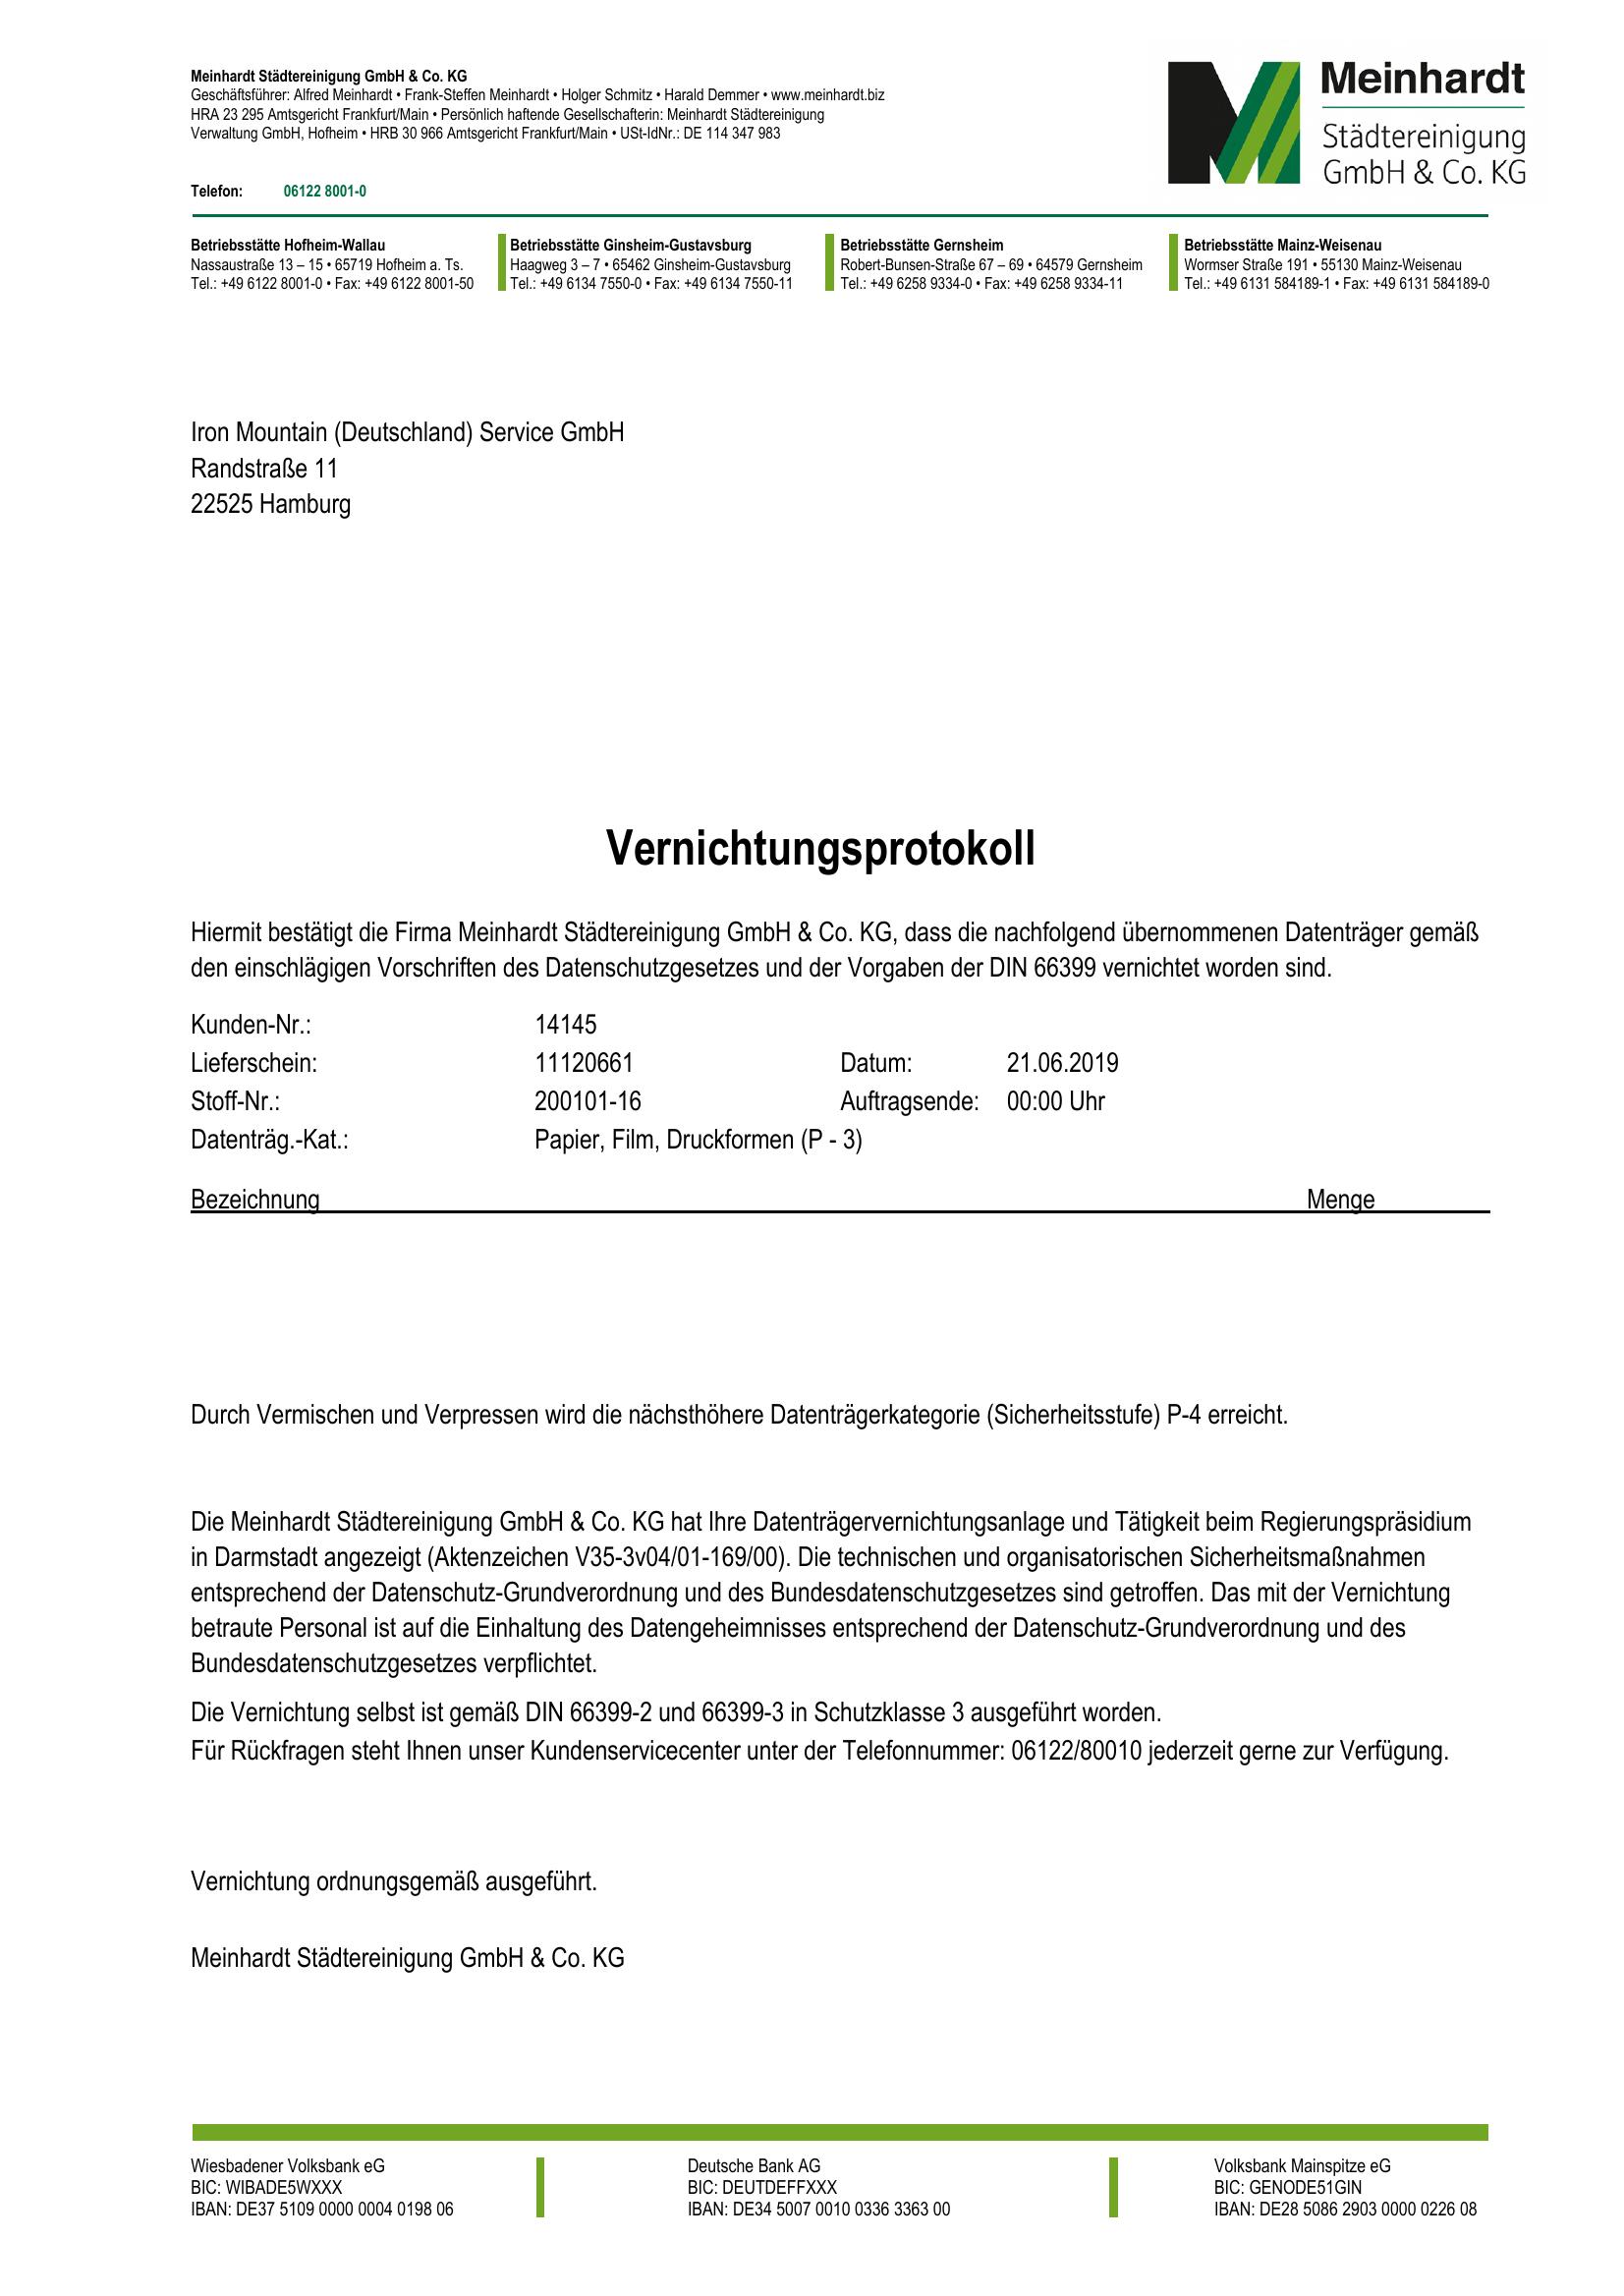 Meinhardt Städtereinigung GmbH & Co. KG
Geschäftsführer: Alfred Meinhardt • Frank-Steffen Meinhardt • Holger Schmitz • Harald Demmer • www.meinhardt.biz
HRA 23 295 Amtsgericht Frankfurt/Main • Persönlich haftende Gesellschafterin: Meinhardt Städtereinigung
Verwaltung GmbH, Hofheim • HRB 30 966 Amtsgericht Frankfurt/Main • USt-IdNr.: DE 114 347 983
Telefon: 06122 8001-0
Meinhardt
Städtereinigung
GmbH & Co. KG
Betriebsstätte Hofheim-Wallau
Nassaustraße 13 – 15 • 65719 Hofheim a. Ts.
Tel.: +49 6122 8001-0 • Fax: +49 6122 8001-50
Betriebsstätte Ginsheim-Gustavsburg
Haagweg 3 – 7 • 65462 Ginsheim-Gustavsburg
Tel.: +49 6134 7550-0 • Fax: +49 6134 7550-11
Betriebsstätte Gernsheim
Robert-Bunsen-Straße 67 – 69 • 64579 Gernsheim
Tel.: +49 6258 9334-0 • Fax: +49 6258 9334-11
Betriebsstätte Mainz-Weisenau
Wormser Straße 191 • 55130 Mainz-Weisenau
Tel.: +49 6131 584189-1 • Fax: +49 6131 584189-0
Iron Mountain (Deutschland) Service GmbH
Randstraße 11
22525 Hamburg
Vernichtungsprotokoll
Hiermit bestätigt die Firma Meinhardt Städtereinigung GmbH & Co. KG, dass die nachfolgend übernommenen Datenträger gemäß
den einschlägigen Vorschriften des Datenschutzgesetzes und der Vorgaben der DIN 66399 vernichtet worden sind.
Kunden-Nr.: 14145
Lieferschein: 11120661 Datum: 21.06.2019
Stoff-Nr.: 200101-16 Auftragsende: 00:00 Uhr
Datenträg.-Kat.: Papier, Film, Druckformen (P - 3)
Bezeichnung Menge
Durch Vermischen und Verpressen wird die nächsthöhere Datenträgerkategorie (Sicherheitsstufe) P-4 erreicht.
Die Meinhardt Städtereinigung GmbH & Co. KG hat Ihre Datenträgervernichtungsanlage und Tätigkeit beim Regierungspräsidium
in Darmstadt angezeigt (Aktenzeichen V35-3v04/01-169/00). Die technischen und organisatorischen Sicherheitsmaßnahmen
entsprechend der Datenschutz-Grundverordnung und des Bundesdatenschutzgesetzes sind getroffen. Das mit der Vernichtung
betraute Personal ist auf die Einhaltung des Datengeheimnisses entsprechend der Datenschutz-Grundverordnung und des
Bundesdatenschutzgesetzes verpflichtet.
Die Vernichtung selbst ist gemäß DIN 66399-2 und 66399-3 in Schutzklasse 3 ausgeführt worden.
Für Rückfragen steht Ihnen unser Kundenservicecenter unter der Telefonnummer: 06122/80010 jederzeit gerne zur Verfügung.
Vernichtung ordnungsgemäß ausgeführt.
Meinhardt Städtereinigung GmbH & Co. KG
Wiesbadener Volksbank eG
BIC: WIBADE5WXXX
IBAN: DE37 5109 0000 0004 0198 06
Deutsche Bank AG
BIC: DEUTDEFFXXX
IBAN: DE34 5007 0010 0336 3363 00
Volksbank Mainspitze eG
BIC: GENODE51GIN
IBAN: DE28 5086 2903 0000 0226 08